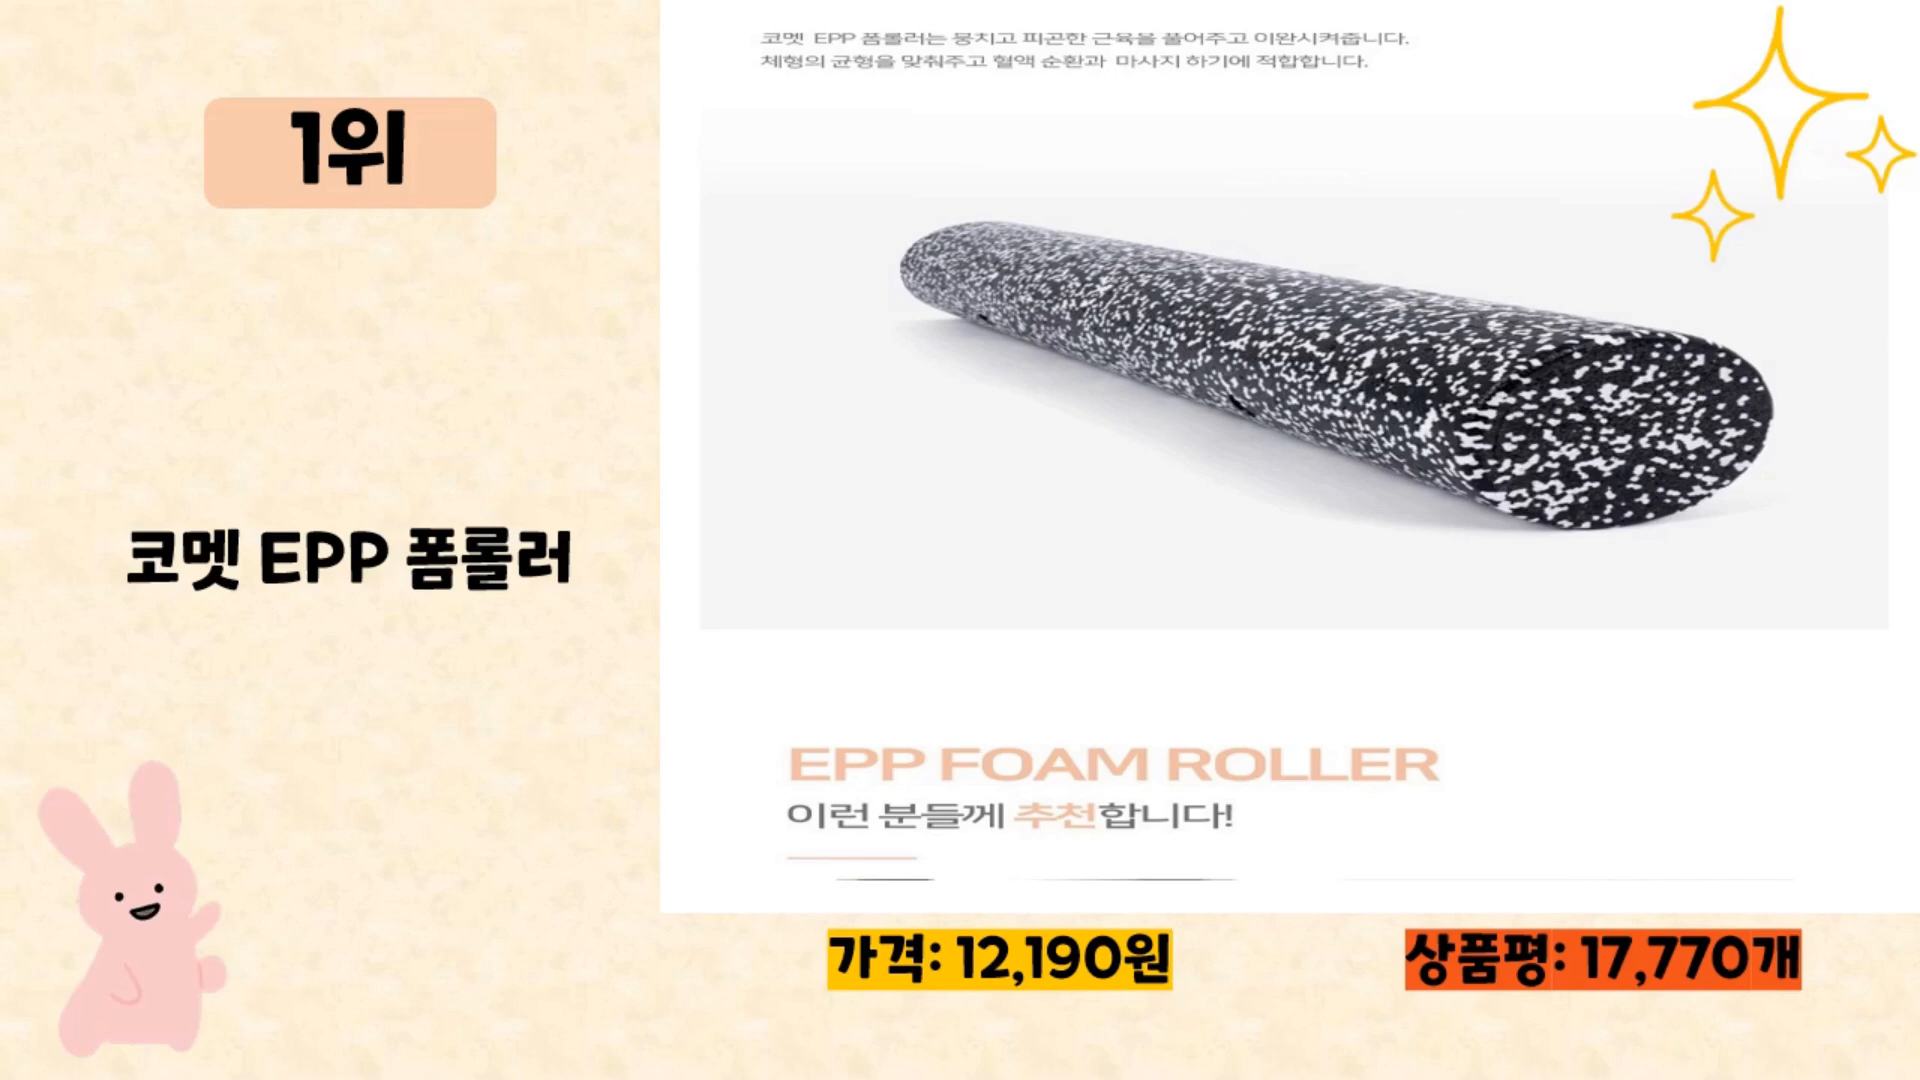 1위
코멧 EPP 폼롤러
코멧 EPP 폼롤러는 뭉치고 피곤한 근육을 풀어주고 이완시켜줍니다.
체형의 균형을 맞춰주고 혈액 순환과 마사지 하기에 적합합니다.
EPP FOAM ROLLER
이런 분들께 추천합니다!
가격: 12,190원
상품평: 17,770개